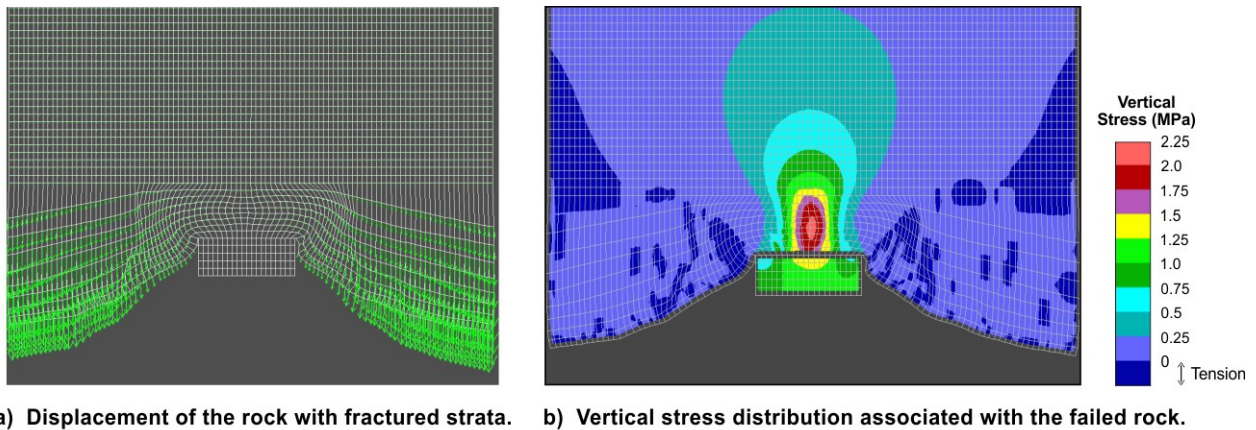 Vertical
Stress (MPa)
2.25
2.0
1.75
1.5
1.25
1.0
0.75
0.5
0.25
0
Tension
a) Displacement of the rock with fractured strata.
b) Vertical stress distribution associated with the failed rock.